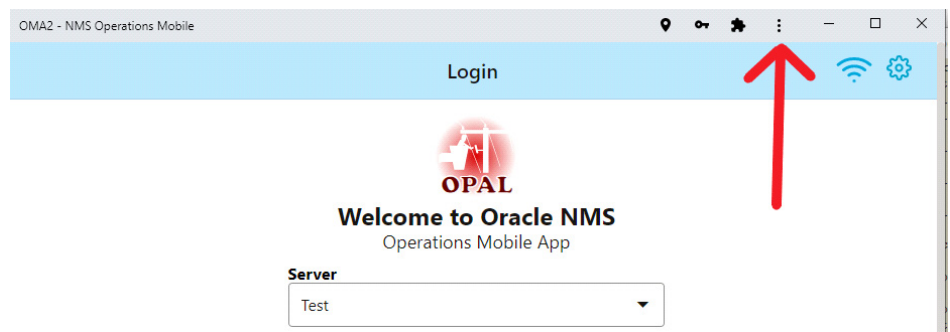 OMA2 - NMS Operations Mobile
Login
OPAL
Welcome to Oracle NMS
Operations Mobile App
Server
Test